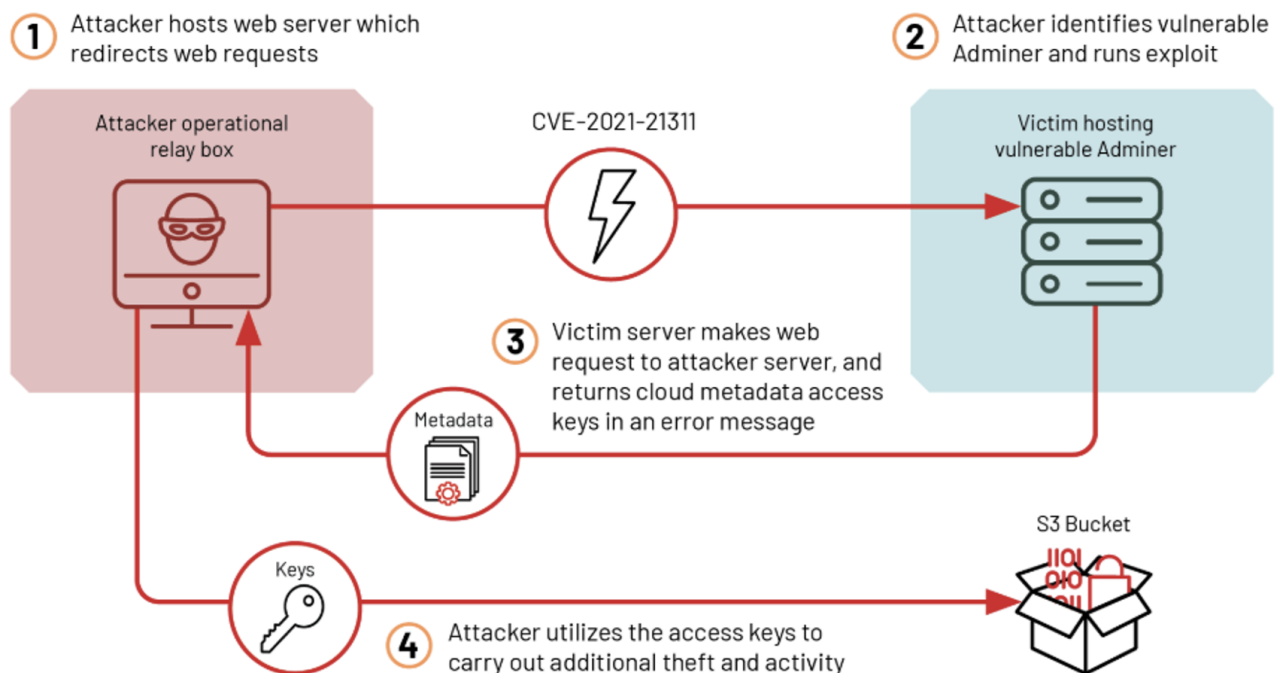 1 Attacker hosts web server which
redirects web requests
2 Attacker identifies vulnerable
Adminer and runs exploit
Attacker operational
relay box
CVE-2021-21311
Victim hosting
vulnerable Adminer
3 Victim server makes web
request to attacker server, and
returns cloud metadata access
keys in an error message
Metadata
S3 Bucket
1101
010
Keys
4 Attacker utilizes the access keys to
carry out additional theft and activity